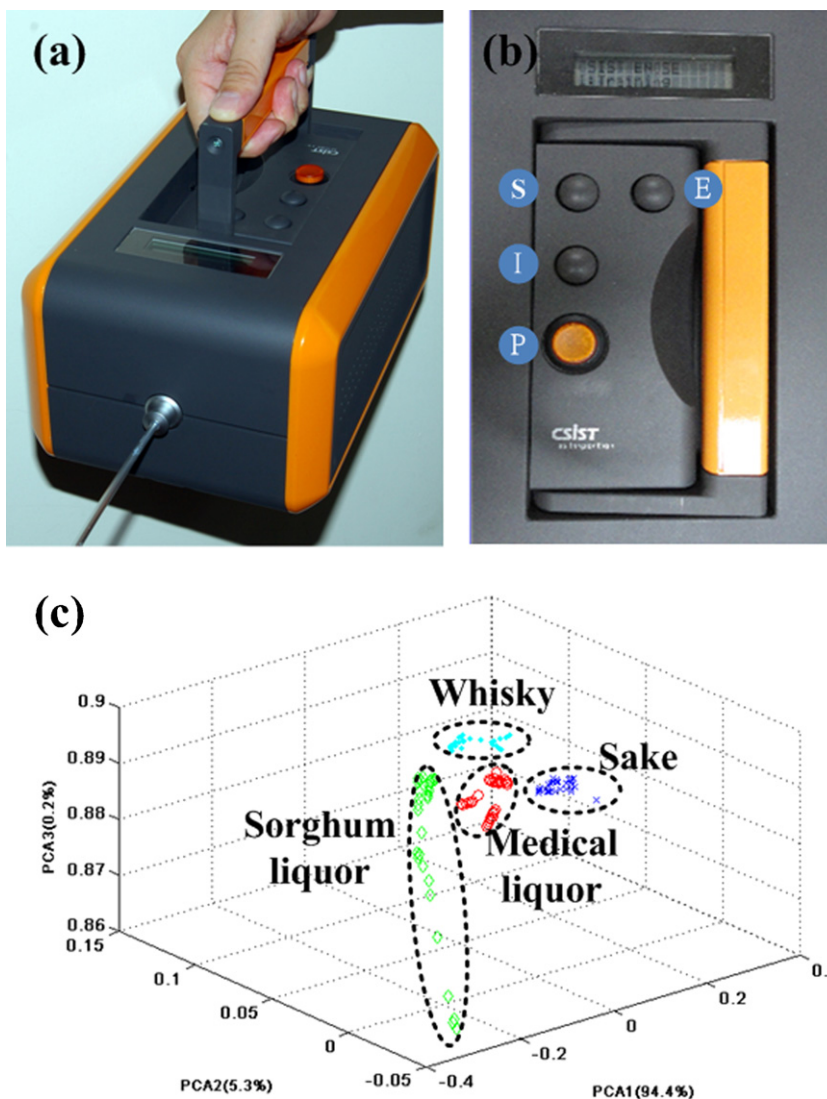 (a)
(b)
S
E
I
P
CSIST
(c)
Whisky
Sake
Sorghum
liquor
Medical
liquor
PCA3(0.2%)
0.9
0.89
0.88
0.87
0.86
0.15
0.1
0.05
0
-0.05
PCA2(5.3%)
-0.4
-0.2
0
0.2
PCA1(94.4%)